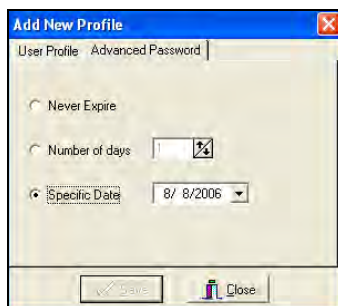 Add New Profile
User Profile Advanced Password
Never Expire
Number of days 1
Specific Date 8/ 8/2006
Save Close